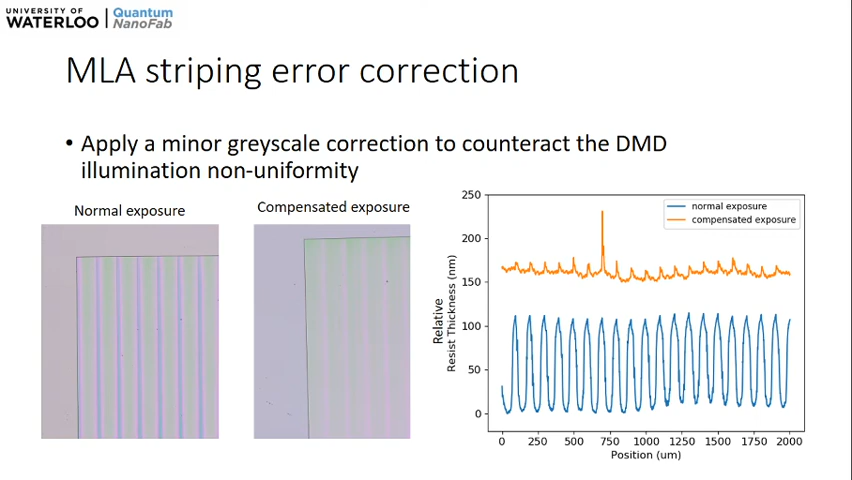 UNIVERSITY OF
WATERLOO
Quantum
NanoFab
MLA striping error correction
• Apply a minor greyscale correction to counteract the DMD
illumination non-uniformity
Normal exposure
Compensated exposure
normal exposure
compensated exposure
Relative
Resist Thickness (nm)
250
200
150
100
50
0
0 250 500 750 1000 1250 1500 1750 2000
Position (um)